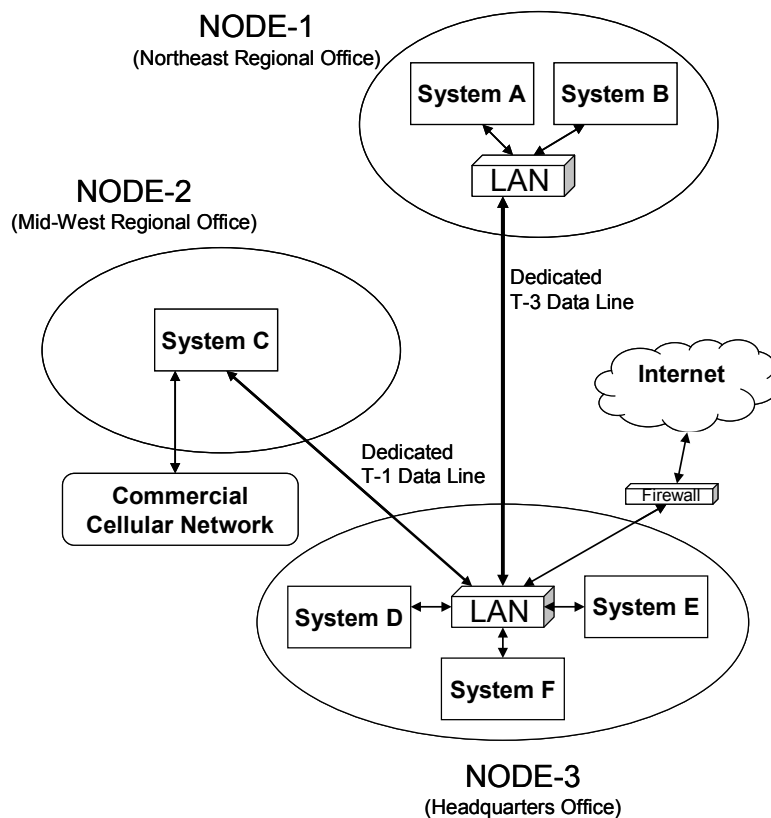 NODE-1
(Northeast Regional Office)
System A
System B
LAN
NODE-2
(Mid-West Regional Office)
Dedicated
T-3 Data Line
System C
Internet
Dedicated
T-1 Data Line
Commercial
Cellular Network
Firewall
System D
LAN
System E
System F
NODE-3
(Headquarters Office)